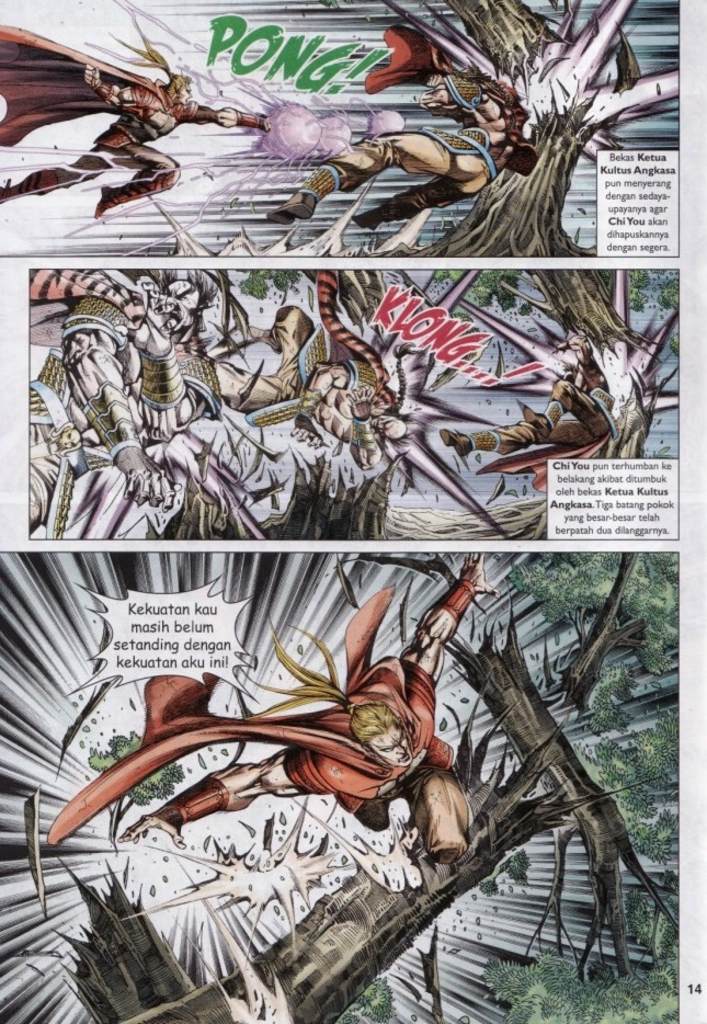 PONG!!
Bekas Ketua
Kultus Angkasa
pun menyerang
dengan sedaya-
upayanya agar
Chi You akan
dihapuskannya
dengan segera.
KLONG...!
Chi You pun terhumban ke
belakang akibat ditumbuk
oleh bekas Ketua Kultus
Angkasa. Tiga batang pokok
yang besar-besar telah
berpatah dua dilanggarnya.
Kekuatan kau
masih belum
setanding dengan
kekuatan aku ini!
14